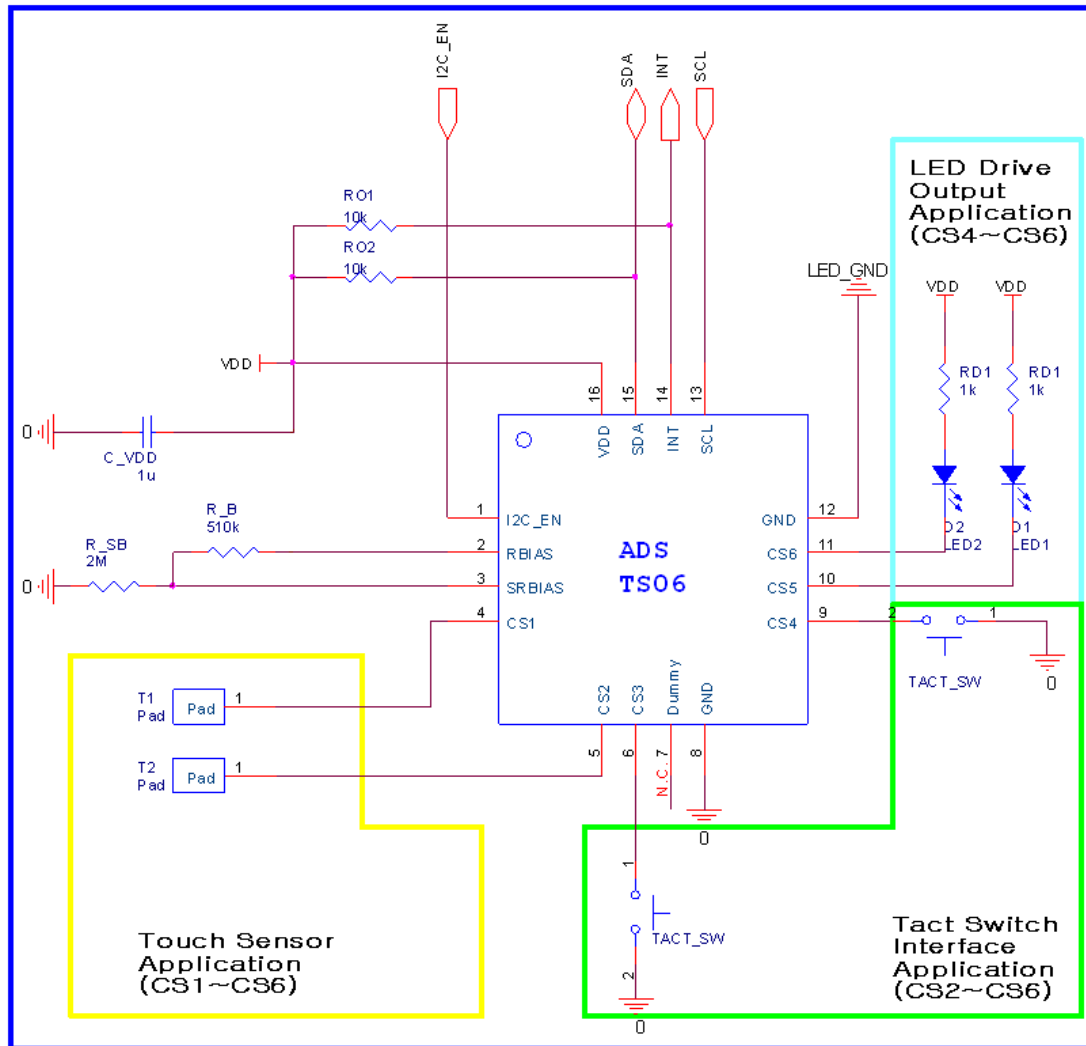 I2C_EN
SDA
INT
SCL
LED Drive
Output
Application
(CS4~CS6)
RO1
10k
RO2
10k
LED_GND
VDD
VDD
VDD
RD1
1k
RD1
1k
16
15
14
13
VDD
SDA
INT
SCL
0
C_VDD
1u
R_B
510k
R_SB
2M
0
1
I2C_EN
2
RBIAS
3
SRBIAS
4
CS1
ADS
TS06
GND
12
CS6
11
CS5
10
CS4
9
D2
LED2
D1
LED1
2
1
TACT_SW
0
T1
Pad
Pad
1
T2
Pad
Pad
1
CS2
CS3
Dummy
GND
5
6
N.C. 7
8
0
1
TACT_SW
2
0
Touch Sensor
Application
(CS1~CS6)
Tact Switch
Interface
Application
(CS2~CS6)